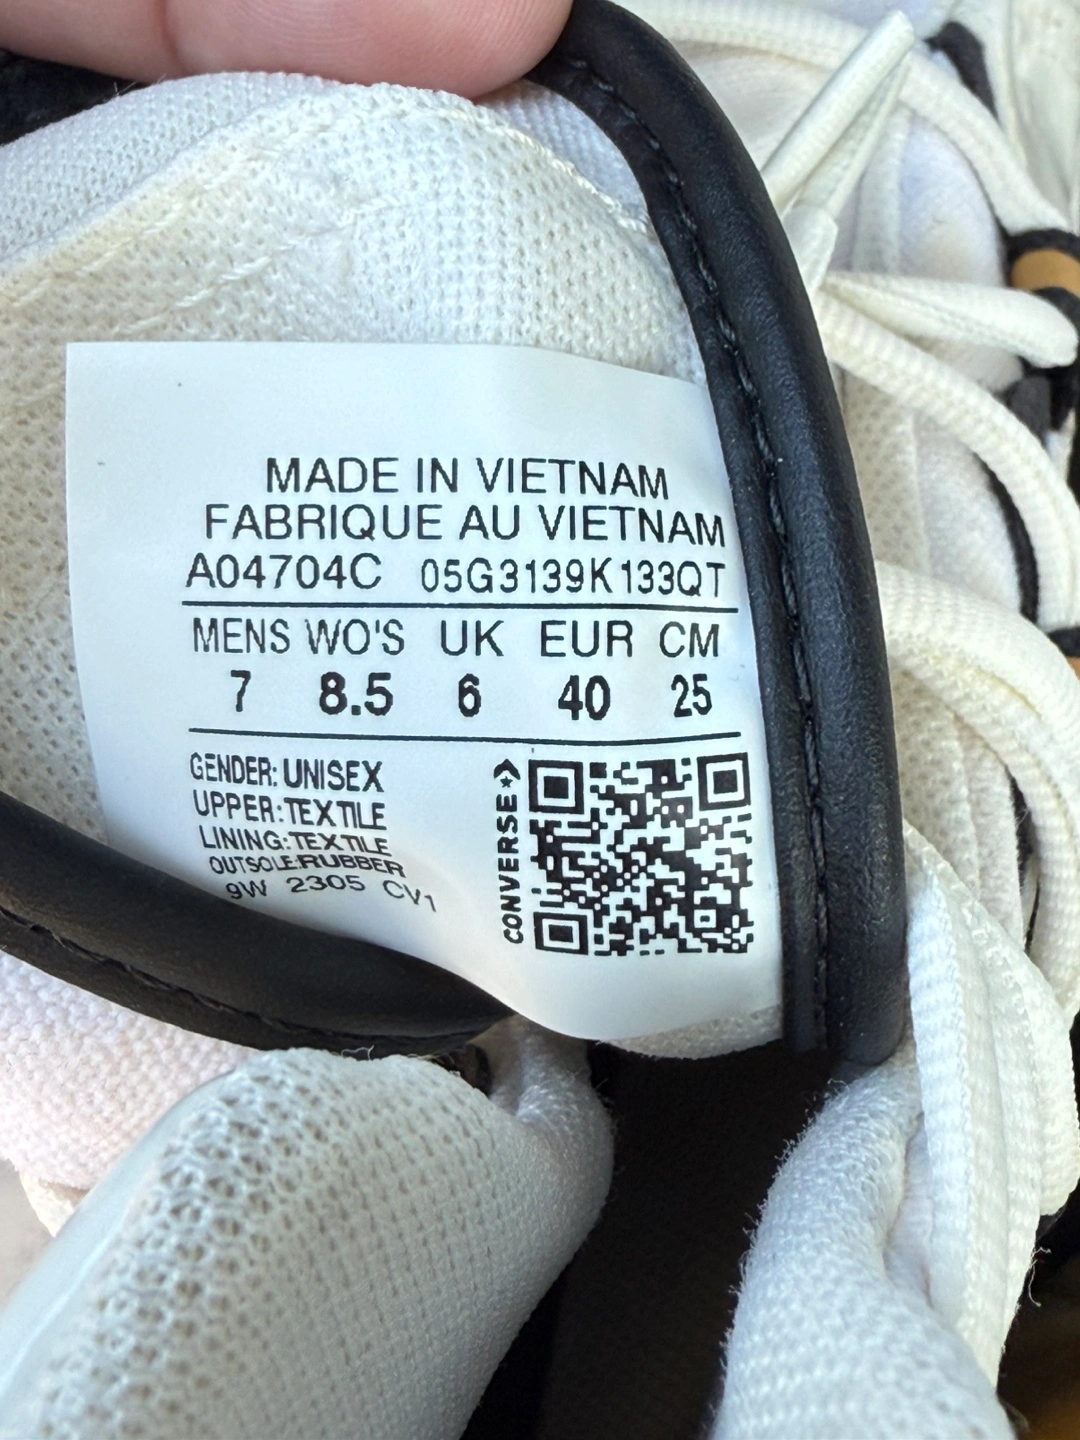 MADE IN VIETNAM
FABRIQUE AU VIETNAM
A04704C 05G3139K133QT
MENS WO'S UK EUR CM
7 8.5 6 40 25
GENDER: UNISEX
UPPER: TEXTILE
LINING: TEXTILE
OUTSOLE:RUBBER
9W 2305 CV1
CONVERSE